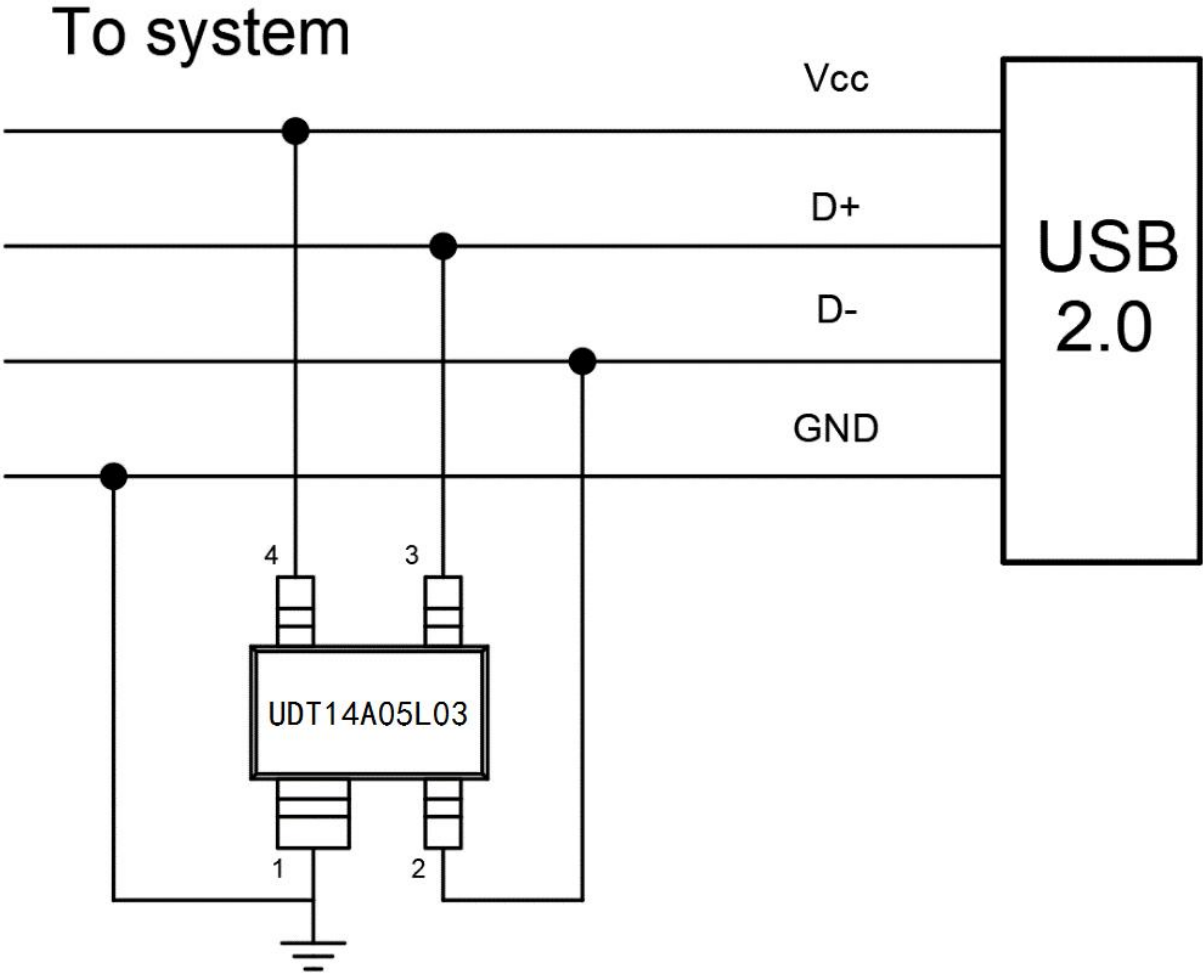 To system
Vcc
D+
D-
GND
USB
2.0
4
3
UDT14A05L03
1
2